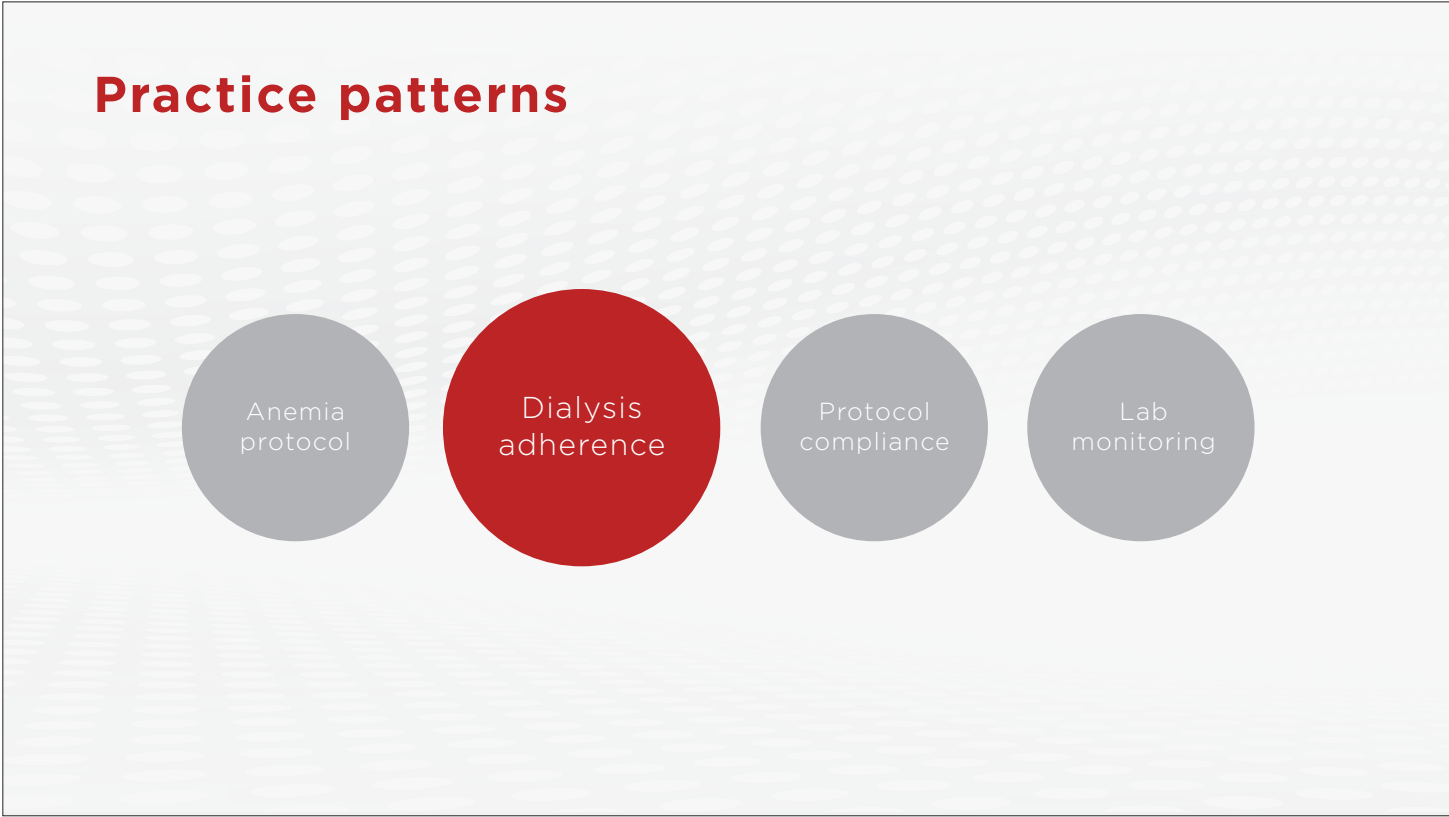 Practice patterns
Anemia
protocol
Dialysis
adherence
Protocol
compliance
Lab
monitoring